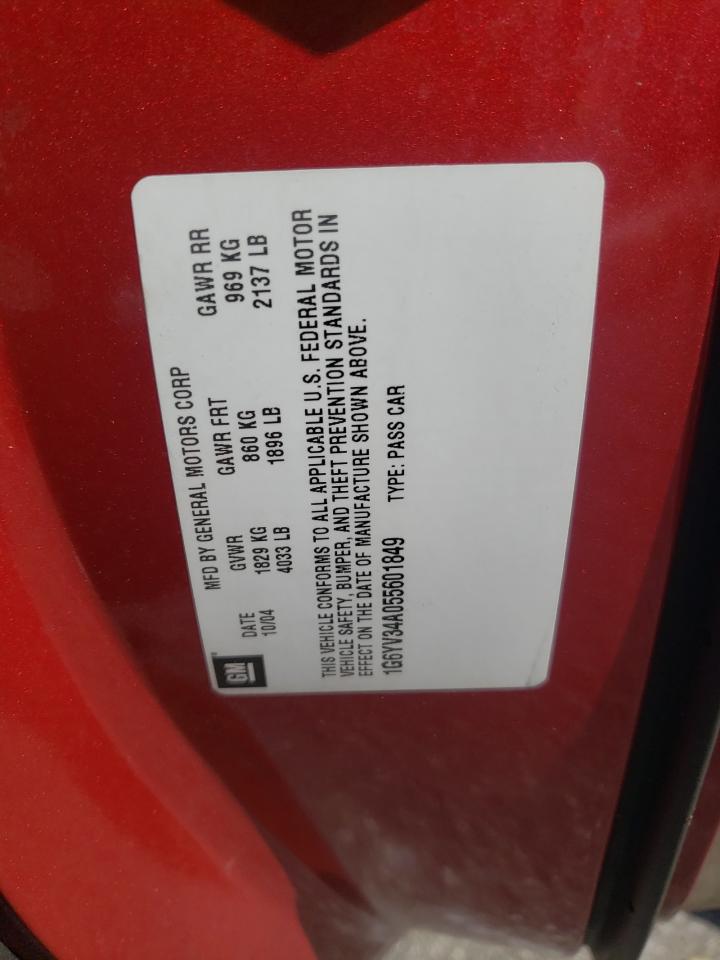 GM
MFD BY GENERAL MOTORS CORP
DATE GVWR GAWR FRT GAWR RR
10/04 1829 KG 860 KG 969 KG
4033 LB 1896 LB 2137 LB
THIS VEHICLE CONFORMS TO ALL APPLICABLE U.S. FEDERAL MOTOR
VEHICLE SAFETY, BUMPER, AND THEFT PREVENTION STANDARDS IN
EFFECT ON THE DATE OF MANUFACTURE SHOWN ABOVE.
1G6YV34A055601849 TYPE: PASS CAR